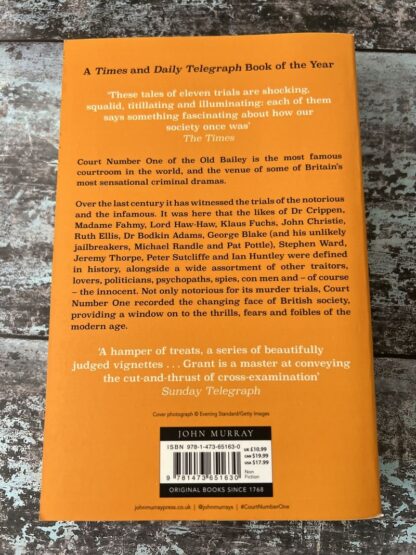 A Times and Daily Telegraph Book of the Year
'These tales of eleven trials are shocking,
squalid, titillating and illuminating: each of them
says something fascinating about how our
society once was'
The Times
Court Number One of the Old Bailey is the most famous
courtroom in the world, and the venue of some of Britain's
most sensational criminal dramas.
Over the last century it has witnessed the trials of the notorious
and the infamous. It was here that the likes of Dr Crippen,
Madame Fahmy, Lord Haw-Haw, Klaus Fuchs, John Christie,
Ruth Ellis, Dr Bodkin Adams, George Blake (and his unlikely
jailbreakers, Michael Randle and Pat Pottle), Stephen Ward,
Jeremy Thorpe, Peter Sutcliffe and Ian Huntley were defined
in history, alongside a wide assortment of other traitors,
lovers, politicians, psychopaths, spies, con men and – of course
– the innocent. Not only notorious for its murder trials, Court
Number One recorded the changing face of British society,
providing a window on to the thrills, fears and foibles of the
modern age.
'A hamper of treats, a series of beautifully
judged vignettes . . . Grant is a master at conveying
the cut-and-thrust of cross-examination'
Sunday Telegraph
Cover photograph © Evening Standard/Getty Images
JOHN MURRAY
ISBN 978-1-473-65163-0
UK £10.99
CAN $19.99
USA $17.99
Non
Fiction
9 781473 651630
ORIGINAL BOOKS SINCE 1768
johnmurraypress.co.uk | @johnmurrays | #CourtNumberOne